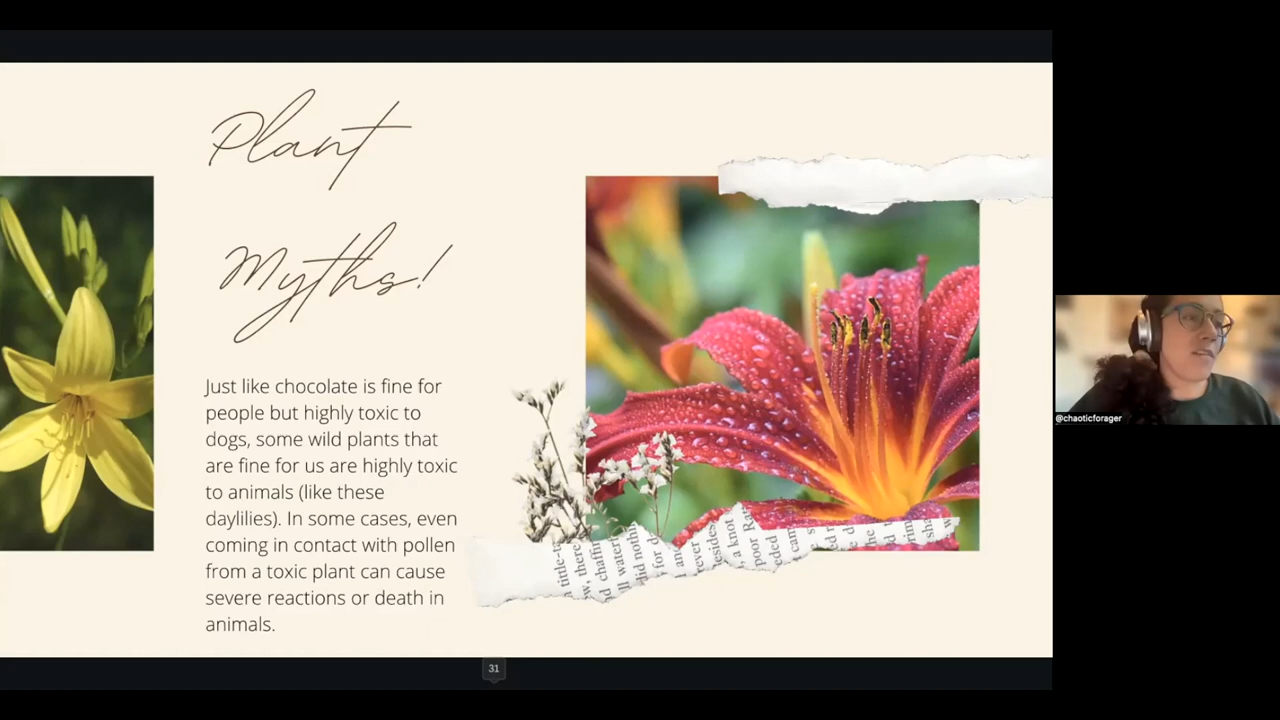 Plant
Myths!
Just like chocolate is fine for
people but highly toxic to
dogs, some wild plants that
are fine for us are highly toxic
to animals (like these
daylilies). In some cases, even
coming in contact with pollen
from a toxic plant can cause
severe reactions or death in
animals.
31
@chaoticforager